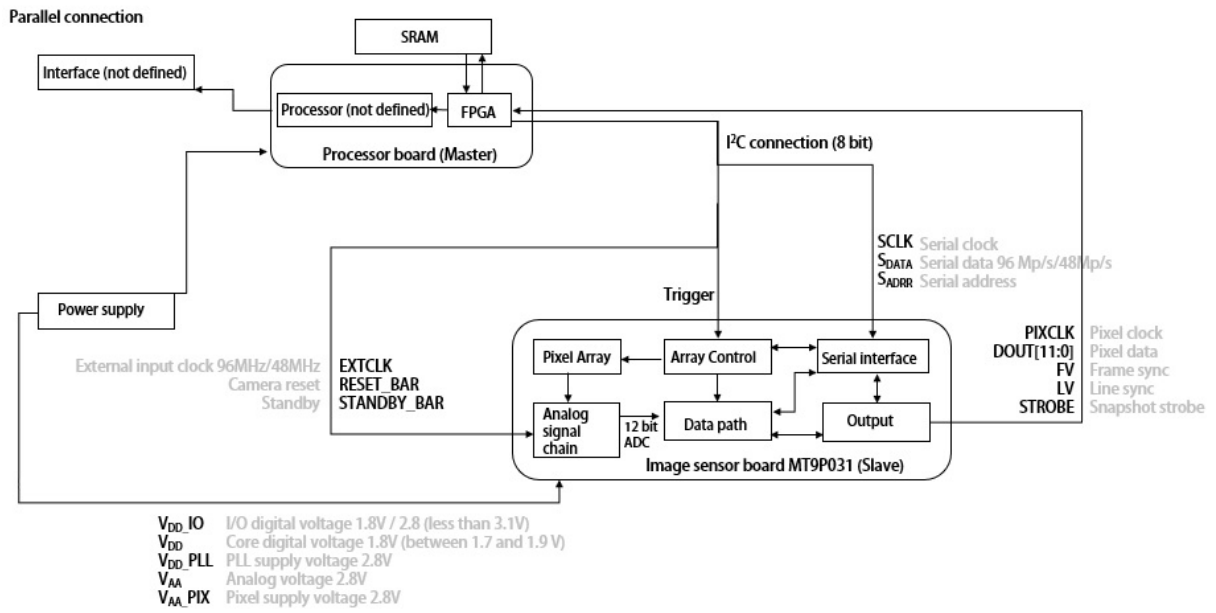 Parallel connection
SRAM
Interface (not defined)
Processor (not defined)
FPGA
Processor board (Master)
I²C connection (8 bit)
SCLK Serial clock
SDATA Serial data 96 Mp/s/48Mp/s
SADRR Serial address
Power supply
Trigger
External input clock 96MHz/48MHz EXTCLK
Camera reset RESET_BAR
Standby STANDBY_BAR
Pixel Array
Array Control
Serial interface
Analog
signal
chain
12 bit
ADC
Data path
Output
Image sensor board MT9P031 (Slave)
PIXCLK Pixel clock
DOUT[11:0] Pixel data
FV Frame sync
LV Line sync
STROBE Snapshot strobe
VDD_IO I/O digital voltage 1.8V / 2.8 (less than 3.1V)
VDD Core digital voltage 1.8V (between 1.7 and 1.9 V)
VDD_PLL PLL supply voltage 2.8V
VAA Analog voltage 2.8V
VAA_PIX Pixel supply voltage 2.8V